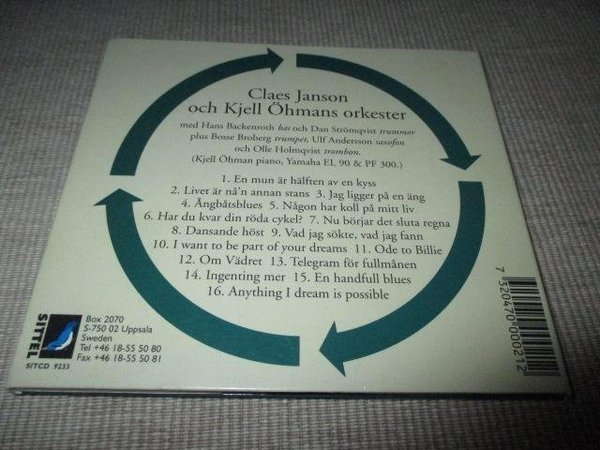 Claes Janson
och Kjell Öhmans orkester
med Hans Backenroth bas och Dan Strömqvist trummor
plus Bosse Broberg trumpet, Ulf Andersson saxofon
och Olle Holmqvist trombon.
(Kjell Öhman piano, Yamaha EL 90 & PF 300.)
1. En mun är hälften av en kyss
2. Livet är nå'n annan stans 3. Jag ligger på en äng
4. Ångbåtsblues 5. Någon har koll på mitt liv
6. Har du kvar din röda cykel? 7. Nu börjar det sluta regna
8. Dansande höst 9. Vad jag sökte, vad jag fann
10. I want to be part of your dreams 11. Ode to Billie
12. Om Vädret 13. Telegram för fullmånen
14. Ingenting mer 15. En handfull blues
16. Anything I dream is possible
SITTEL
SITCD 9233
Box 2070
S-750 02 Uppsala
Sweden
Tel +46 18-55 50 80
Fax +46 18-55 50 81
7 320470 000212